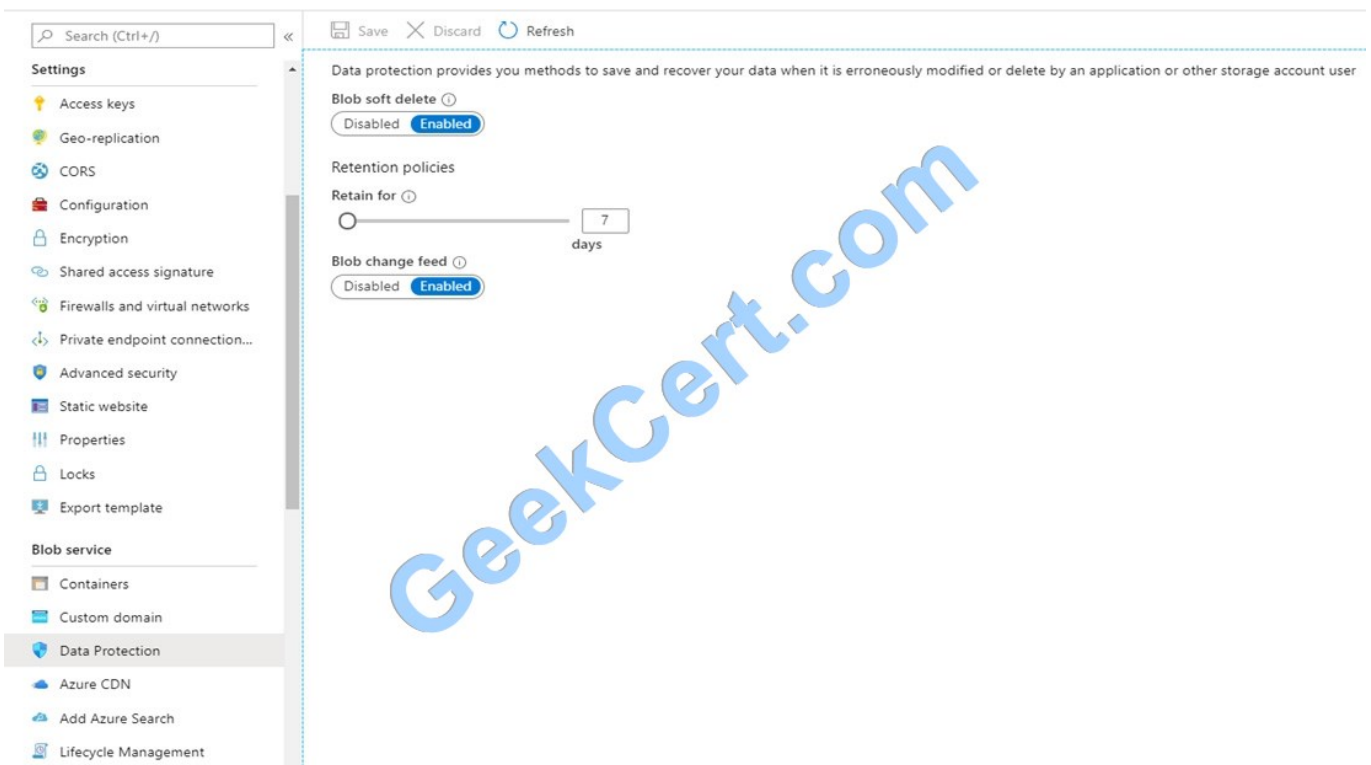 Search (Ctrl+/)
«
Save
Discard
Refresh
Settings
Access keys
Geo-replication
CORS
Configuration
Encryption
Shared access signature
Firewalls and virtual networks
Private endpoint connection...
Advanced security
Static website
Properties
Locks
Export template
Blob service
Containers
Custom domain
Data Protection
Azure CDN
Add Azure Search
Lifecycle Management
Data protection provides you methods to save and recover your data when it is erroneously modified or delete by an application or other storage account user
Blob soft delete
Disabled Enabled
Retention policies
Retain for
7
days
Blob change feed
Disabled Enabled
GeekCert.com